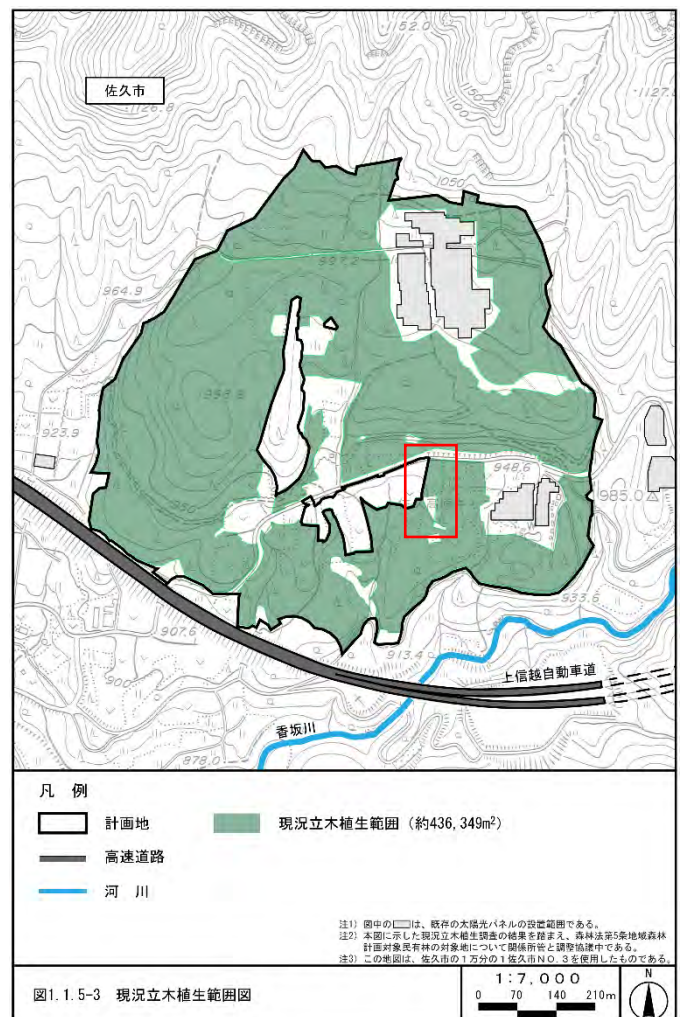 1152.0
佐久市
1126.8
1050
997.2
964.9
998.8
923.9
948.6
985.0
950
933.6
907.6
913.4
上信越自動車道
900
香坂川
878.0
凡 例
計画地
現況立木植生範囲 (約436,349m²)
高速道路
河 川
注1) 図中の は、既存の太陽光パネルの設置範囲である。
注2) 本図に示した現況立木植生調査の結果を踏まえ、森林法第5条地域森林
計画対象民有林の対象地について関係所管と調整協議中である。
注3) この地図は、佐久市の1万分の1佐久市NO.3を使用したものである。
図1.1.5-3 現況立木植生範囲図
1:7,000
0 70 140 210m
N